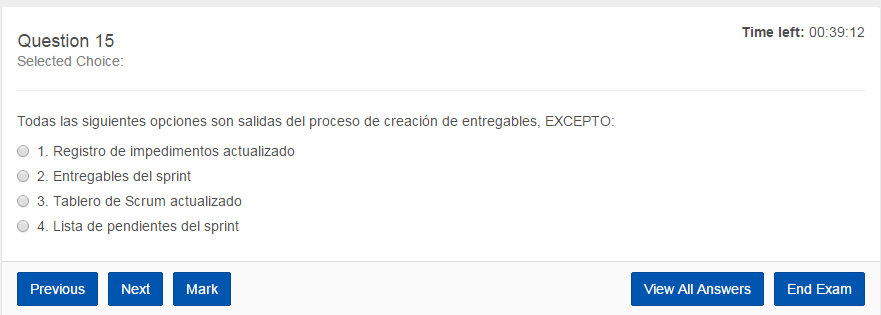 Question 15
Time left: 00:39:12
Selected Choice:
Todas las siguientes opciones son salidas del proceso de creación de entregables, EXCEPTO:
1. Registro de impedimentos actualizado
2. Entregables del sprint
3. Tablero de Scrum actualizado
4. Lista de pendientes del sprint
Previous Next Mark View All Answers End Exam